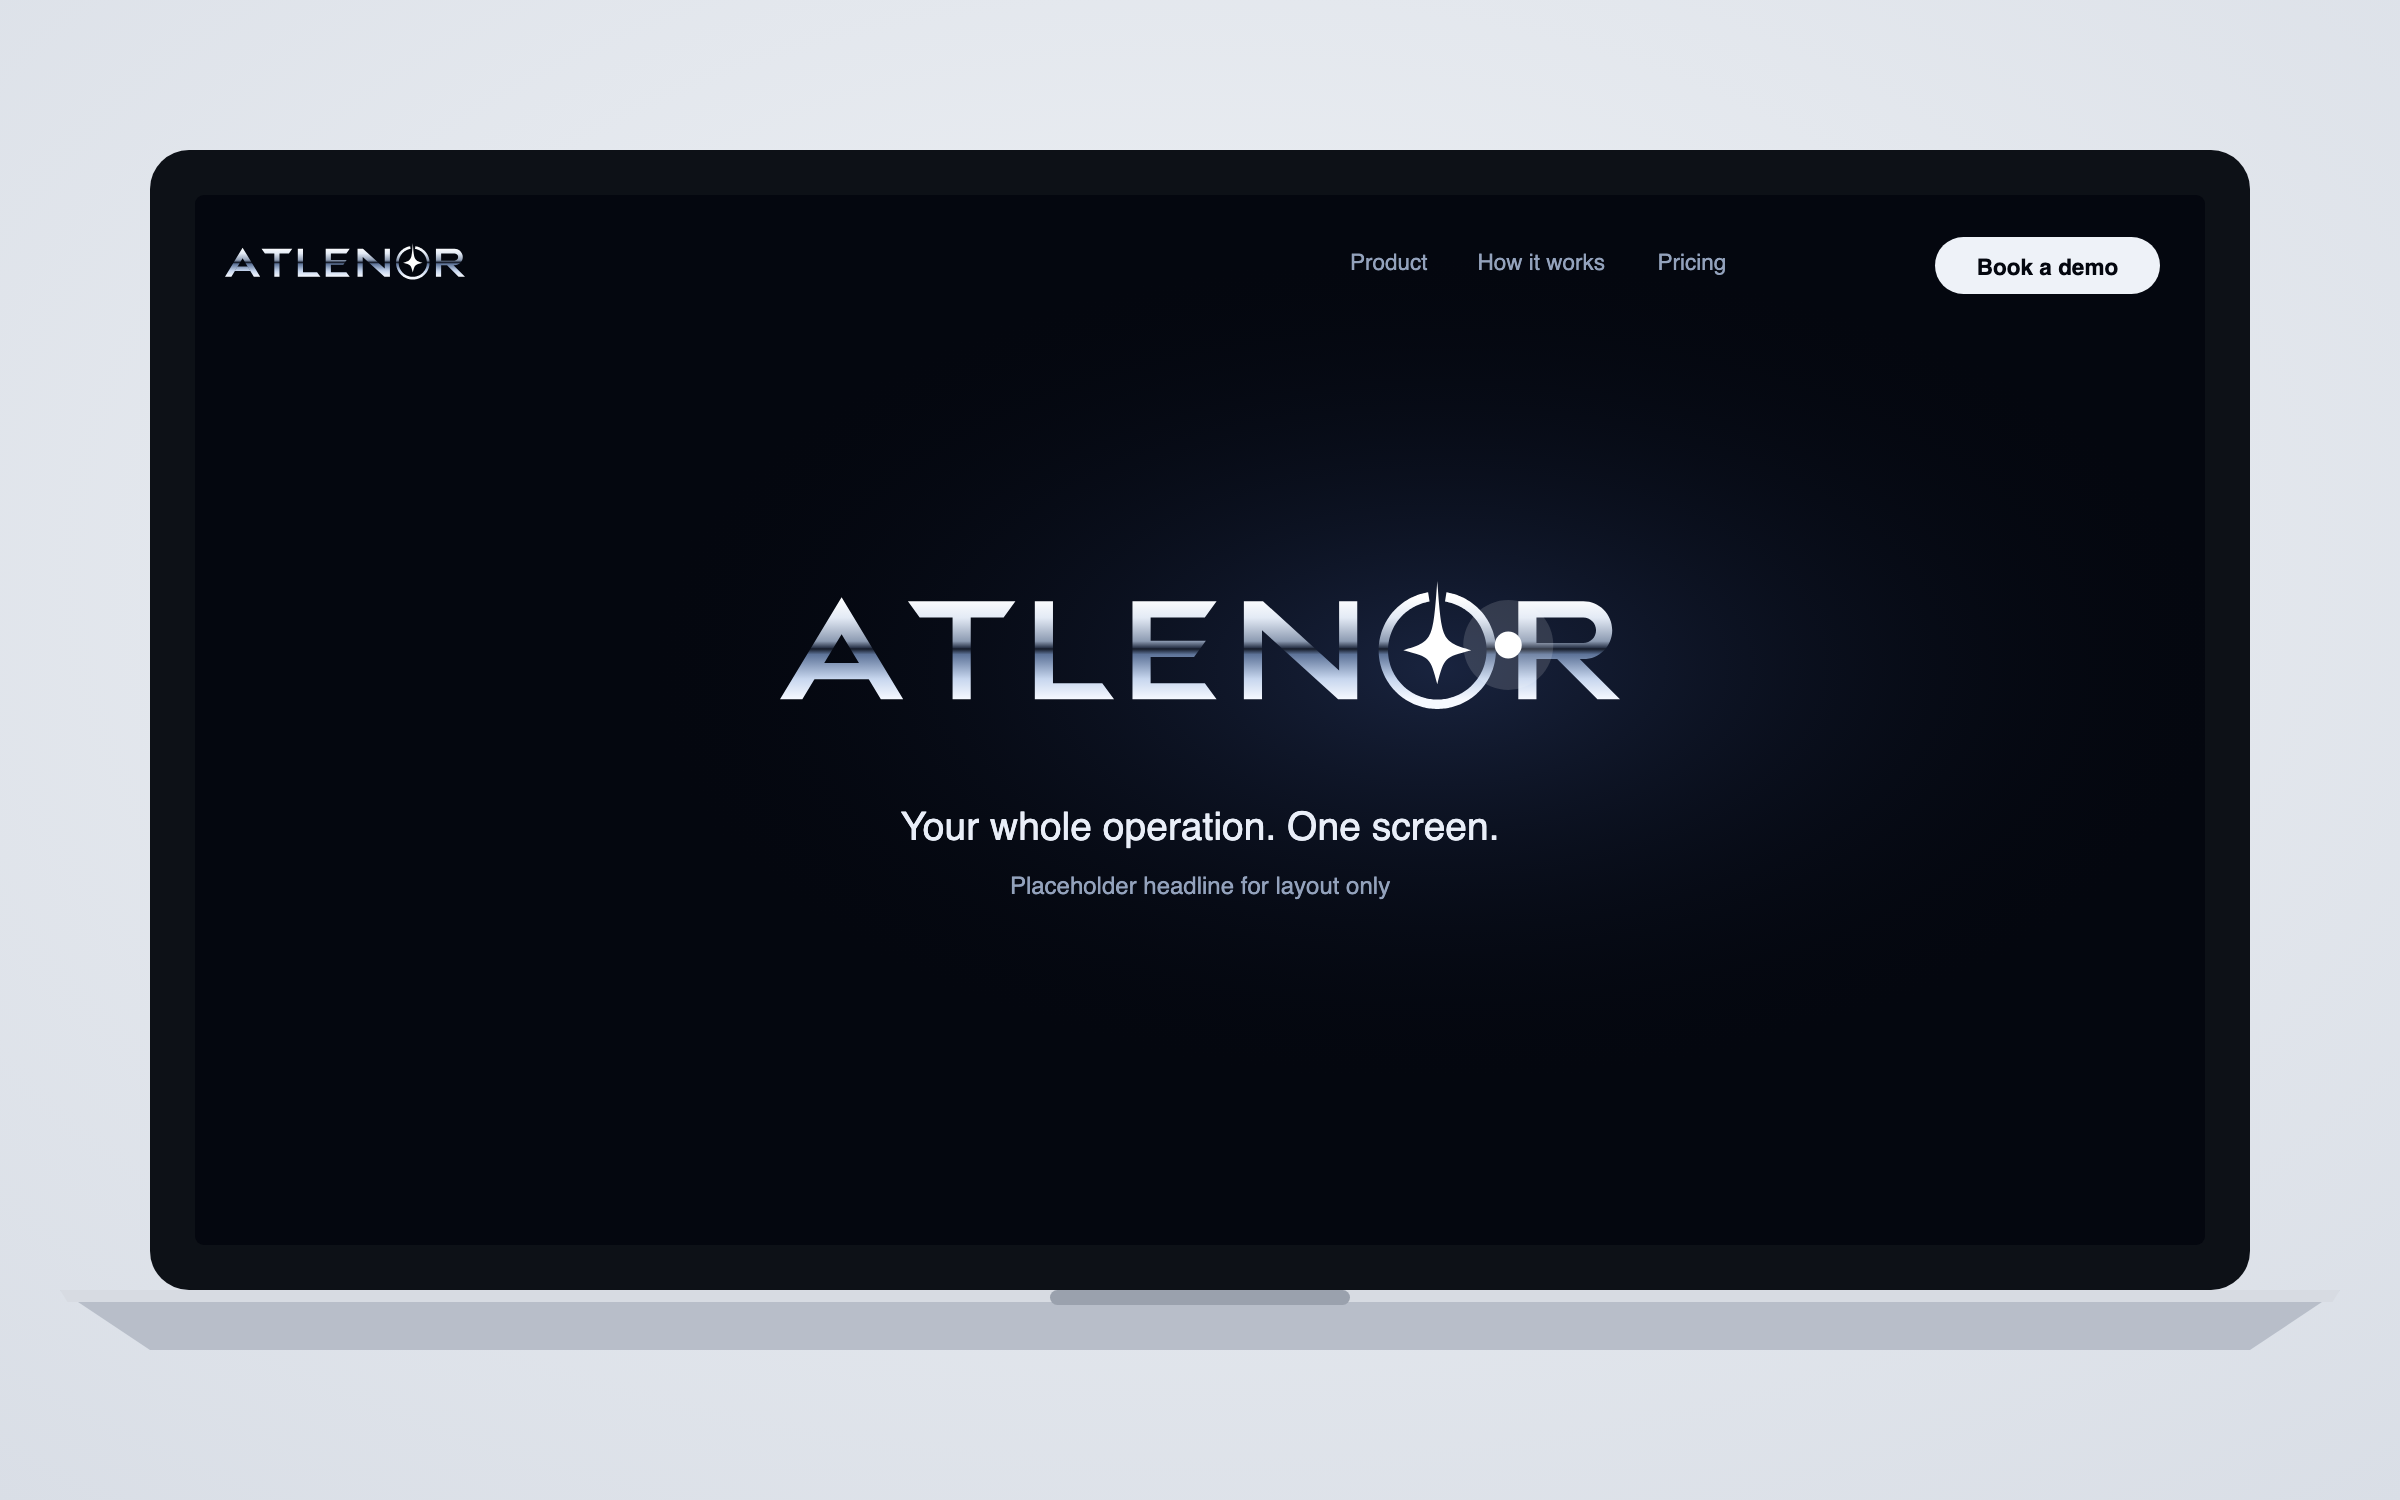 ATLENOR
Product How it works Pricing Book a demo
ATLENOR
Your whole operation. One screen.
Placeholder headline for layout only